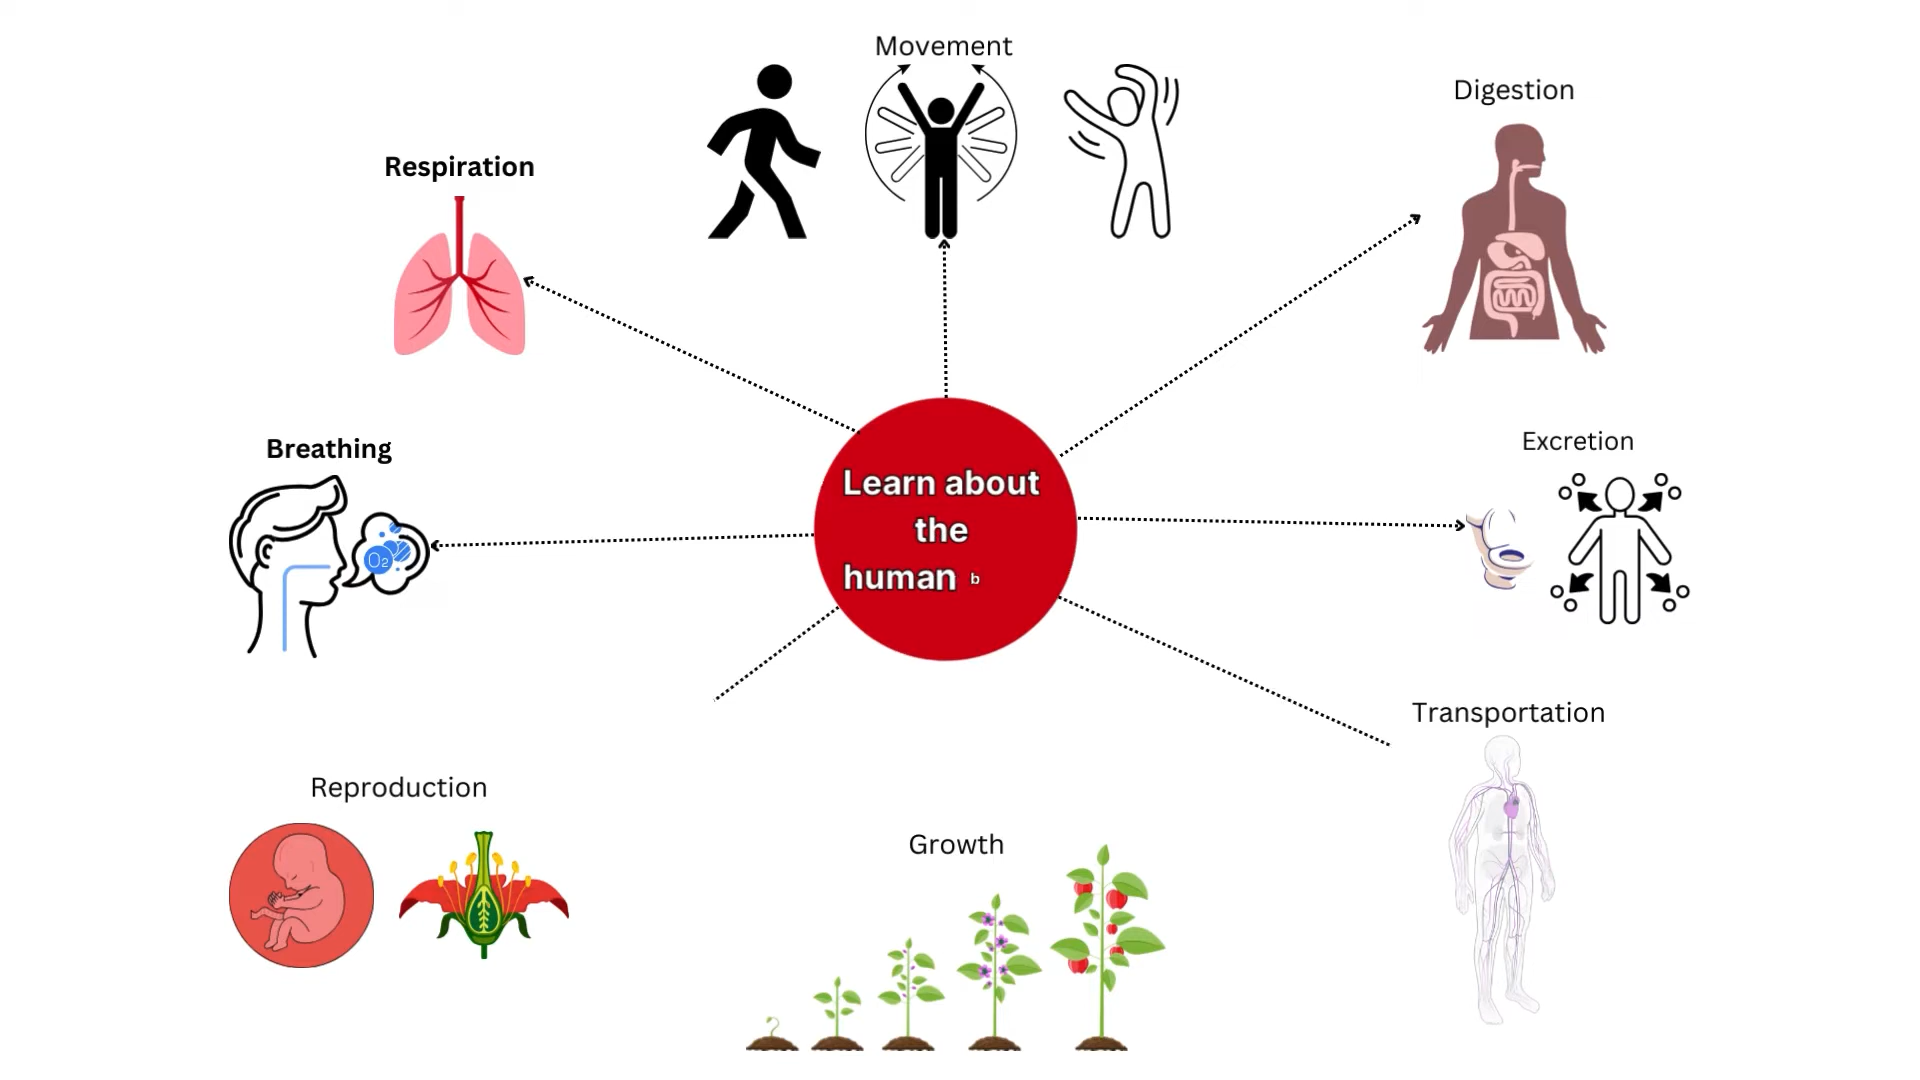 Movement
Digestion
Respiration
Breathing
O₂
Learn about
the
human b
Excretion
Transportation
Reproduction
Growth